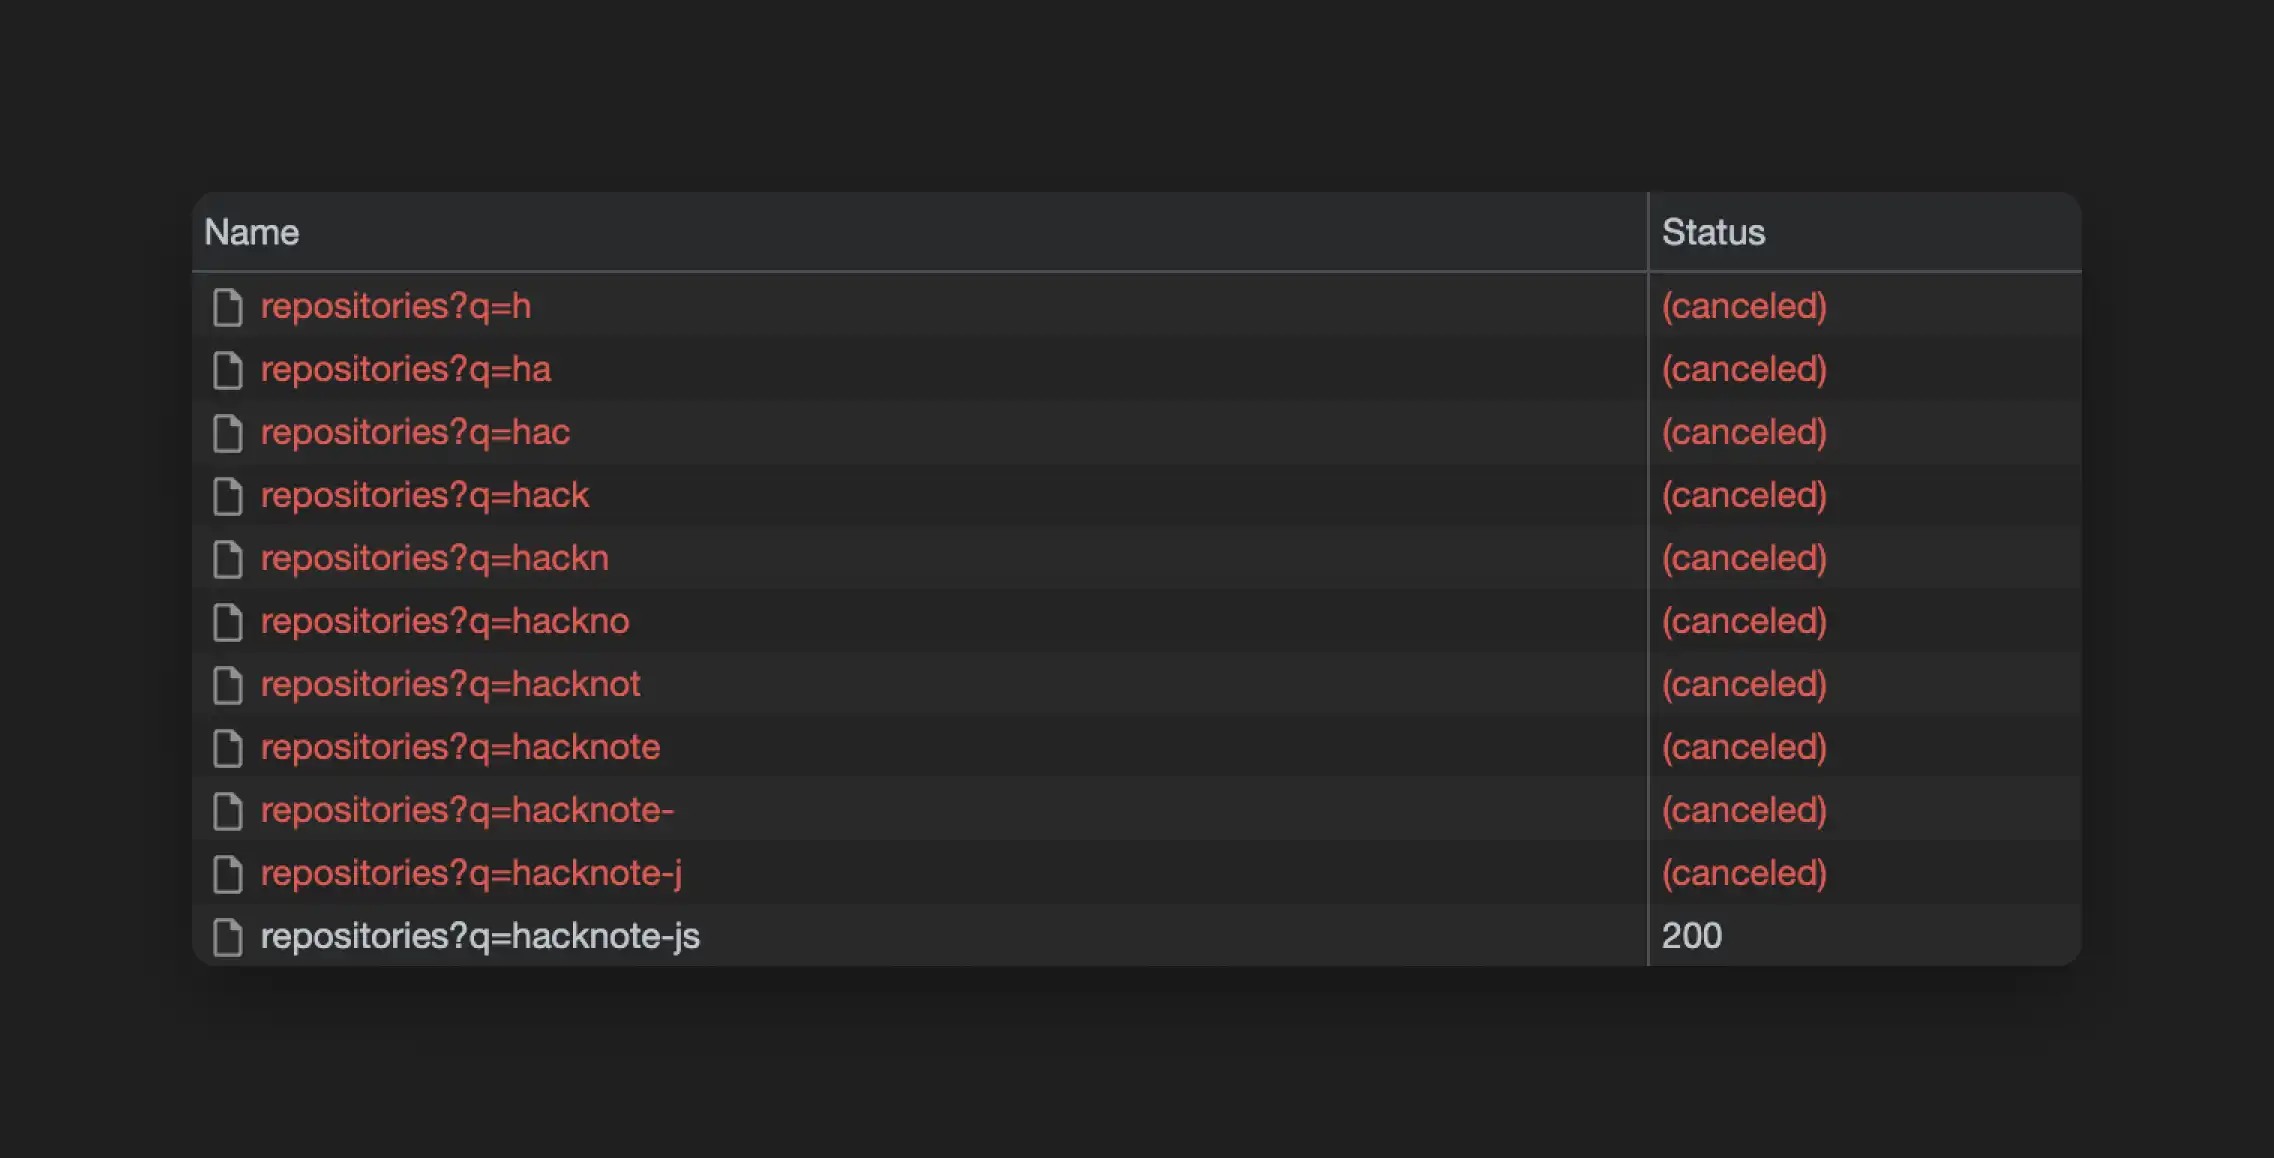 Name Status
repositories?q=h (canceled)
repositories?q=ha (canceled)
repositories?q=hac (canceled)
repositories?q=hack (canceled)
repositories?q=hackn (canceled)
repositories?q=hackno (canceled)
repositories?q=hacknot (canceled)
repositories?q=hacknote (canceled)
repositories?q=hacknote- (canceled)
repositories?q=hacknote-j (canceled)
repositories?q=hacknote-js 200